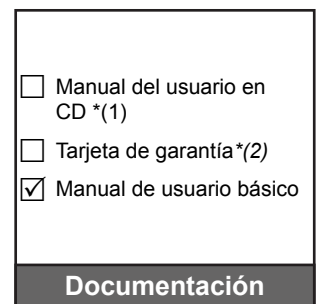 Manual del usuario en
CD *(1)
Tarjeta de garantía*(2)
Manual de usuario básico
Documentación